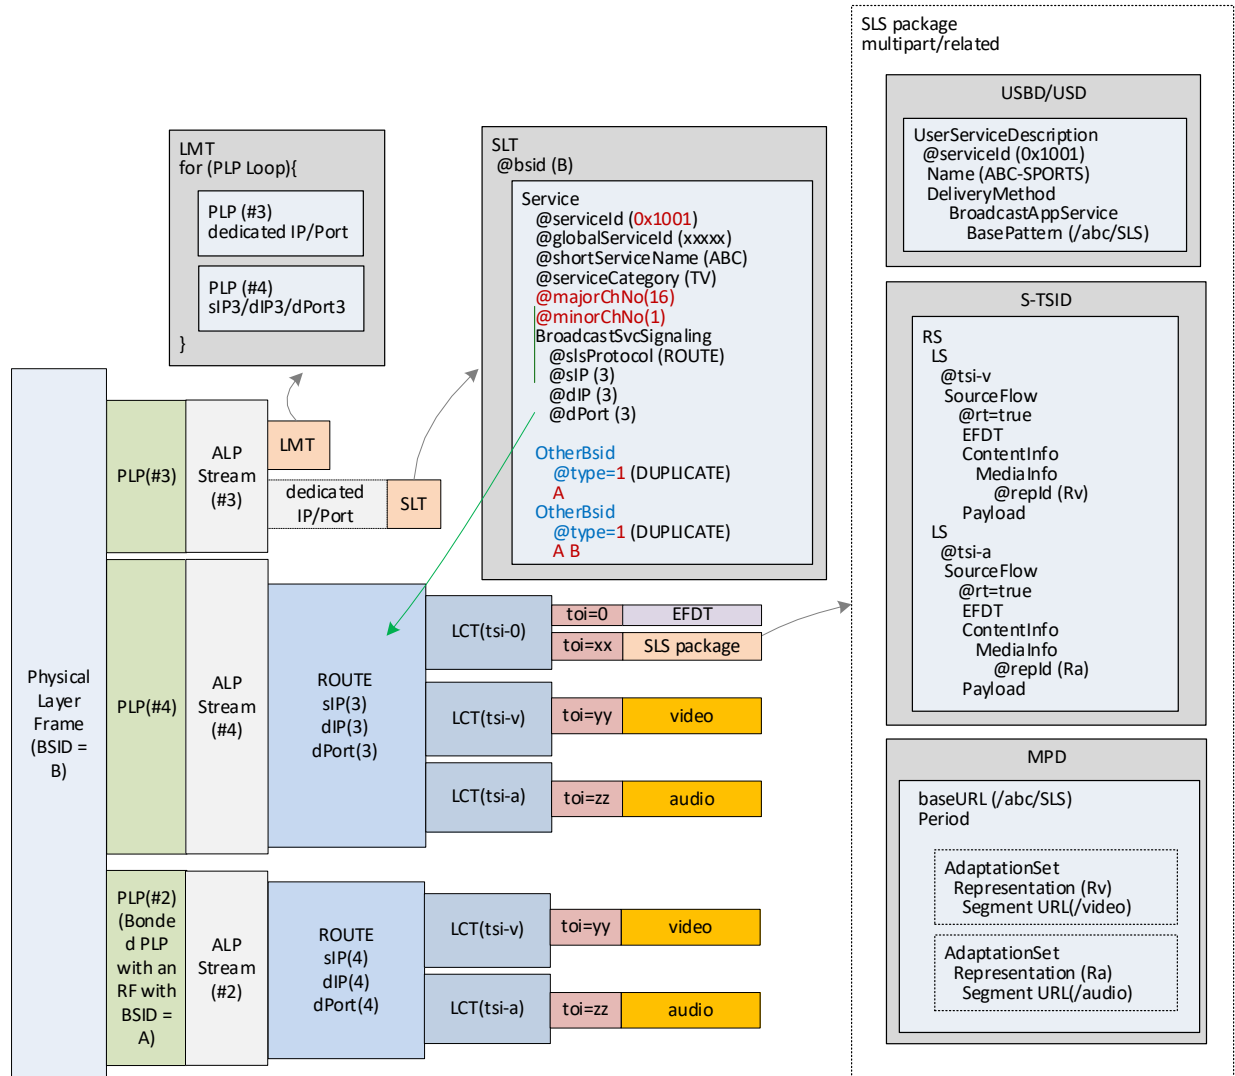 SLS package
multipart/related
USBD/USD
UserServiceDescription
@serviceId (0x1001)
Name (ABC-SPORTS)
DeliveryMethod
BroadcastAppService
BasePattern (/abc/SLS)
S-TSID
RS
LS
@tsi-v
SourceFlow
@rt=true
EFDT
ContentInfo
MediaInfo
@repId (Rv)
Payload
LS
@tsi-a
SourceFlow
@rt=true
EFDT
ContentInfo
MediaInfo
@repId (Ra)
Payload
MPD
baseURL (/abc/SLS)
Period
AdaptationSet
Representation (Rv)
Segment URL(/video)
AdaptationSet
Representation (Ra)
Segment URL(/audio)
LMT
for (PLP Loop){
PLP (#3)
dedicated IP/Port
PLP (#4)
sIP3/dIP3/dPort3
}
SLT
@bsid (B)
Service
@serviceId (0x1001)
@globalServiceId (xxxxx)
@shortServiceName (ABC)
@serviceCategory (TV)
@majorChNo(16)
@minorChNo(1)
BroadcastSvcSignaling
@slsProtocol (ROUTE)
@sIP (3)
@dIP (3)
@dPort (3)
OtherBsid
@type=1 (DUPLICATE)
A
OtherBsid
@type=1 (DUPLICATE)
A B
Physical
Layer
Frame
(BSID =
B)
PLP(#3)
ALP
Stream
(#3)
LMT
dedicated
IP/Port
SLT
PLP(#4)
ALP
Stream
(#4)
ROUTE
sIP(3)
dIP(3)
dPort(3)
LCT(tsi-0)
toi=0
EFDT
toi=xx
SLS package
LCT(tsi-v)
toi=yy
video
LCT(tsi-a)
toi=zz
audio
PLP(#2)
(Bonde
d PLP
with an
RF with
BSID =
A)
ALP
Stream
(#2)
ROUTE
sIP(4)
dIP(4)
dPort(4)
LCT(tsi-v)
toi=yy
video
LCT(tsi-a)
toi=zz
audio